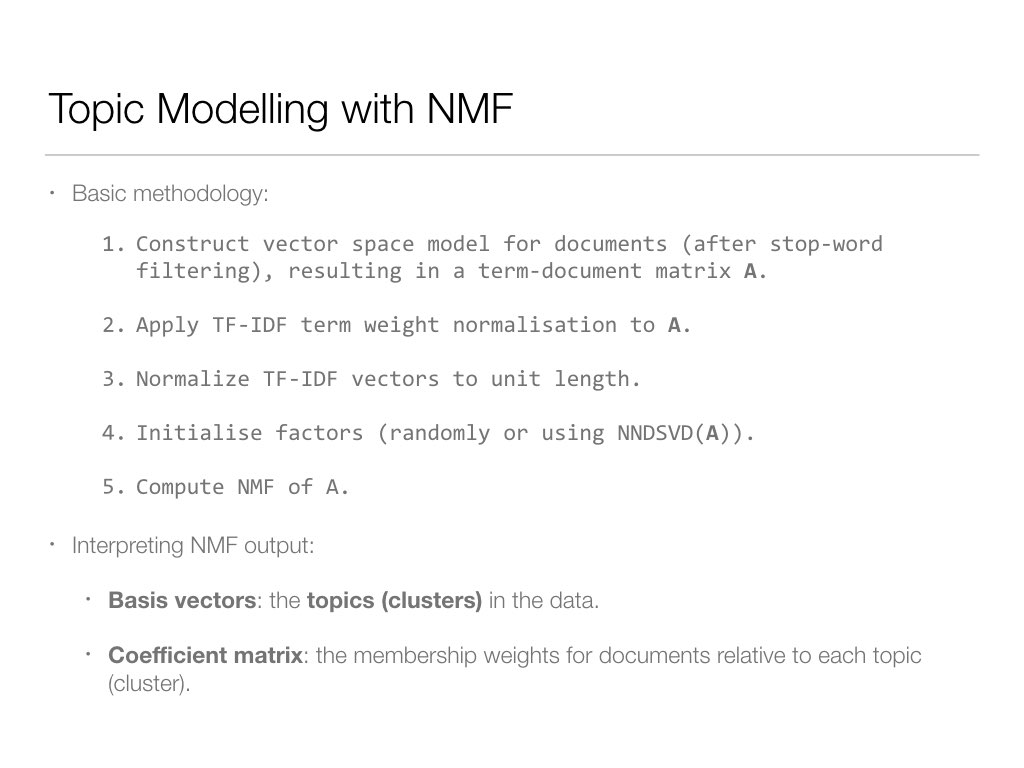 Topic Modelling with NMF
• Basic methodology:
1. Construct vector space model for documents (after stop-word
filtering), resulting in a term-document matrix A.
2. Apply TF-IDF term weight normalisation to A.
3. Normalize TF-IDF vectors to unit length.
4. Initialise factors (randomly or using NNDSVD(A)).
5. Compute NMF of A.
• Interpreting NMF output:
• Basis vectors: the topics (clusters) in the data.
• Coefficient matrix: the membership weights for documents relative to each topic
(cluster).